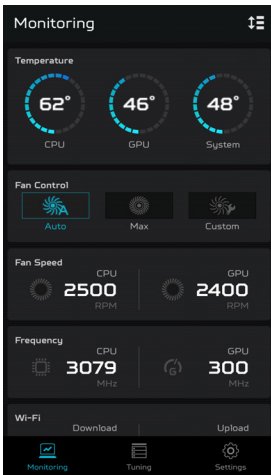 Monitoring
Temperature
62° 46° 48°
CPU GPU System
Fan Control
Auto Max Custom
Fan Speed
CPU GPU
2500 2400
RPM RPM
Frequency
CPU GPU
3079 300
MHz MHz
Wi-Fi
Download Upload
Monitoring Tuning Settings